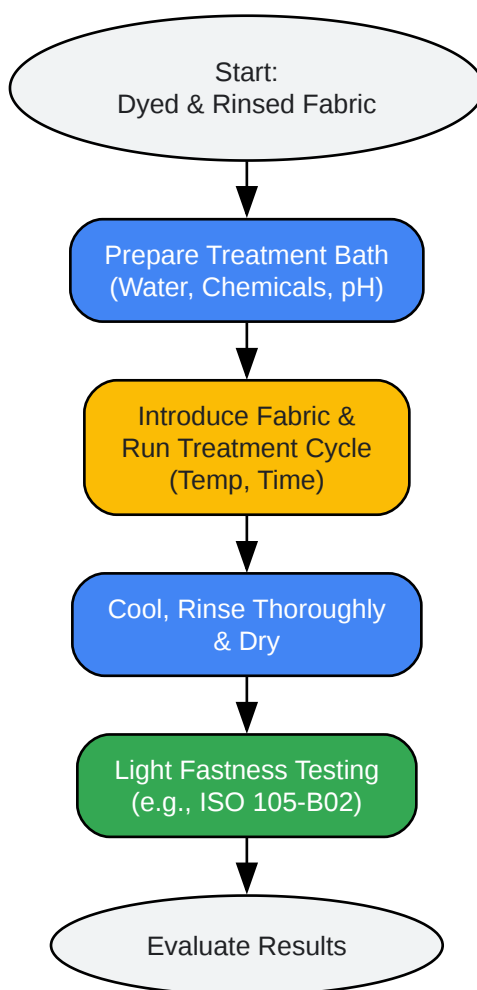 Start:
Dyed & Rinsed Fabric
Prepare Treatment Bath
(Water, Chemicals, pH)
Introduce Fabric &
Run Treatment Cycle
(Temp, Time)
Cool, Rinse Thoroughly
& Dry
Light Fastness Testing
(e.g., ISO 105-B02)
Evaluate Results